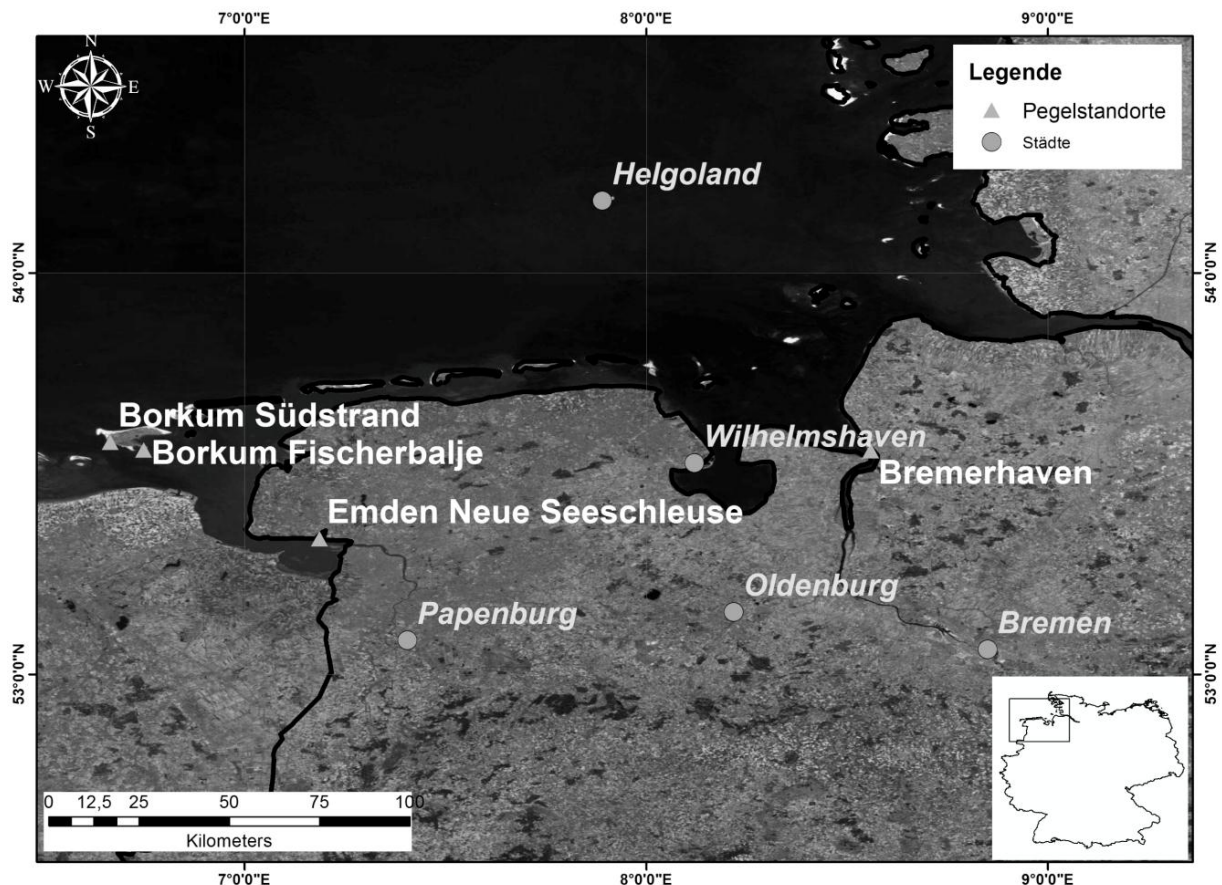 7°0'0"E
8°0'0"E
9°0'0"E
N
W
E
S
Legende
Pegelstandorte
Städte
Helgoland
54°0'0"N
54°0'0"N
Borkum Südstrand
Wilhelmshaven
Borkum Fischerbalje
Bremerhaven
Emden Neue Seeschleuse
Oldenburg
Papenburg
Bremen
53°0'0"N
53°0'0"N
0 12,5 25 50 75 100
Kilometers
7°0'0"E
8°0'0"E
9°0'0"E